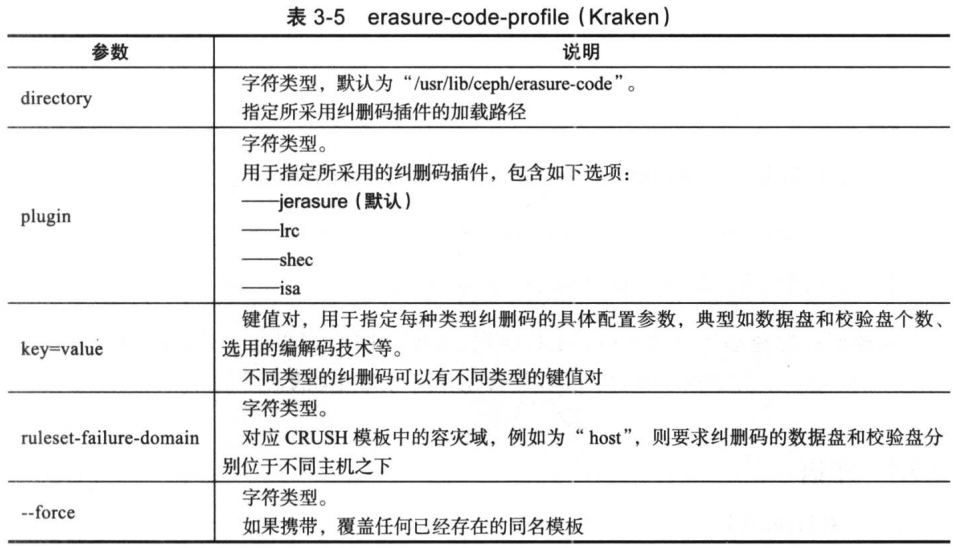 表 3-5 erasure-code-profile（Kraken）
参数 说明
directory
字符类型，默认为“/usr/lib/ceph/erasure-code”。
指定所采用纠删码插件的加载路径
plugin
字符类型。
用于指定所采用的纠删码插件，包含如下选项：
——jerasure（默认）
——lrc
——shec
——isa
key=value
键值对，用于指定每种类型纠删码的具体配置参数，典型如数据盘和校验盘个数、
选用的编解码技术等。
不同类型的纠删码可以有不同类型的键值对
ruleset-failure-domain
字符类型。
对应 CRUSH 模板中的容灾域，例如为“host”，则要求纠删码的数据盘和校验盘分
别位于不同主机之下
--force
字符类型。
如果携带，覆盖任何已经存在的同名模板